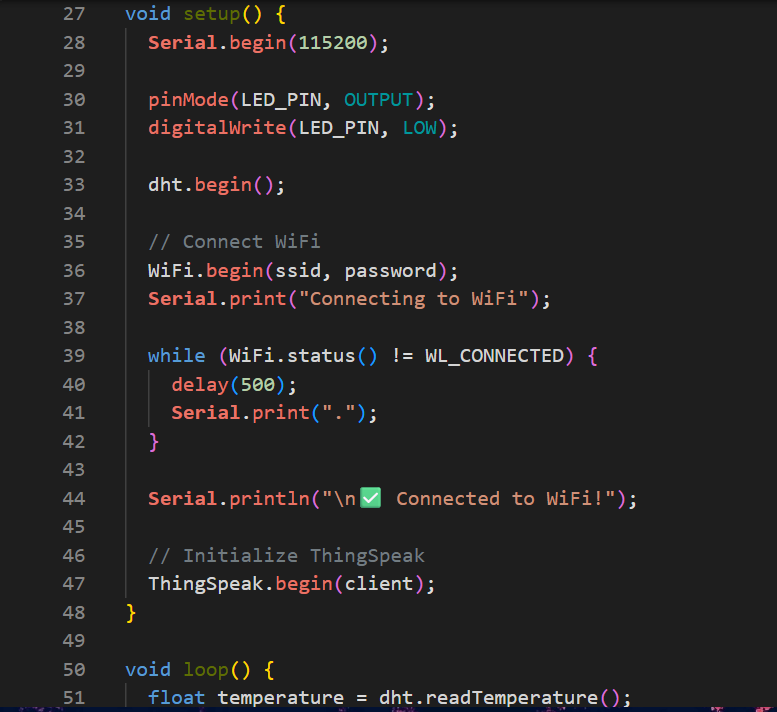 27 void setup() {
28 Serial.begin(115200);
29
30 pinMode(LED_PIN, OUTPUT);
31 digitalWrite(LED_PIN, LOW);
32
33 dht.begin();
34
35 // Connect WiFi
36 WiFi.begin(ssid, password);
37 Serial.print("Connecting to WiFi");
38
39 while (WiFi.status() != WL_CONNECTED) {
40 delay(500);
41 Serial.print(".");
42 }
43
44 Serial.println("\n✅ Connected to WiFi!");
45
46 // Initialize ThingSpeak
47 ThingSpeak.begin(client);
48 }
49
50 void loop() {
51 float temperature = dht.readTemperature();